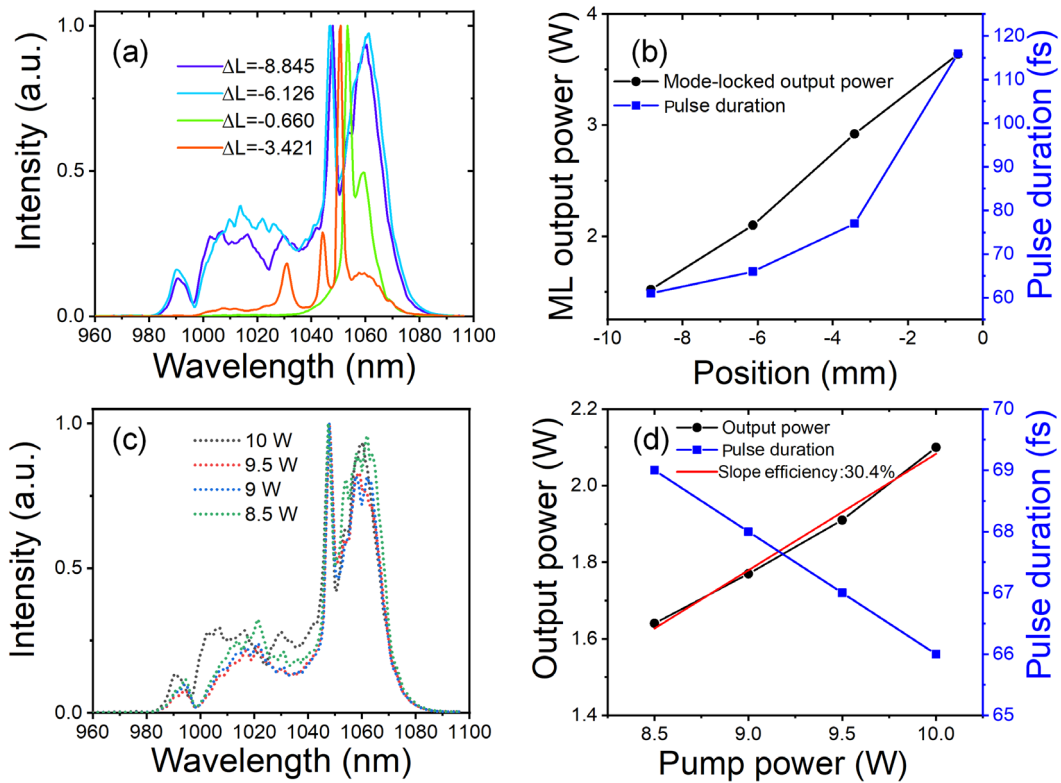 (a)
ΔL=-8.845
ΔL=-6.126
ΔL=-0.660
ΔL=-3.421
Intensity (a.u.)
1.0
0.5
0.0
960 980 1000 1020 1040 1060 1080 1100
Wavelength (nm)
(b)
Mode-locked output power
Pulse duration
ML output power (W)
4
3
2
Pulse duration (fs)
120
110
100
90
80
70
60
-10 -8 -6 -4 -2 0
Position (mm)
(c)
10 W
9.5 W
9 W
8.5 W
Intensity (a.u.)
1.0
0.5
0.0
960 980 1000 1020 1040 1060 1080 1100
Wavelength (nm)
(d)
Output power
Pulse duration
Slope efficiency:30.4%
Output power (W)
2.2
2.0
1.8
1.6
1.4
Pulse duration (fs)
70
69
68
67
66
65
8.5 9.0 9.5 10.0
Pump power (W)